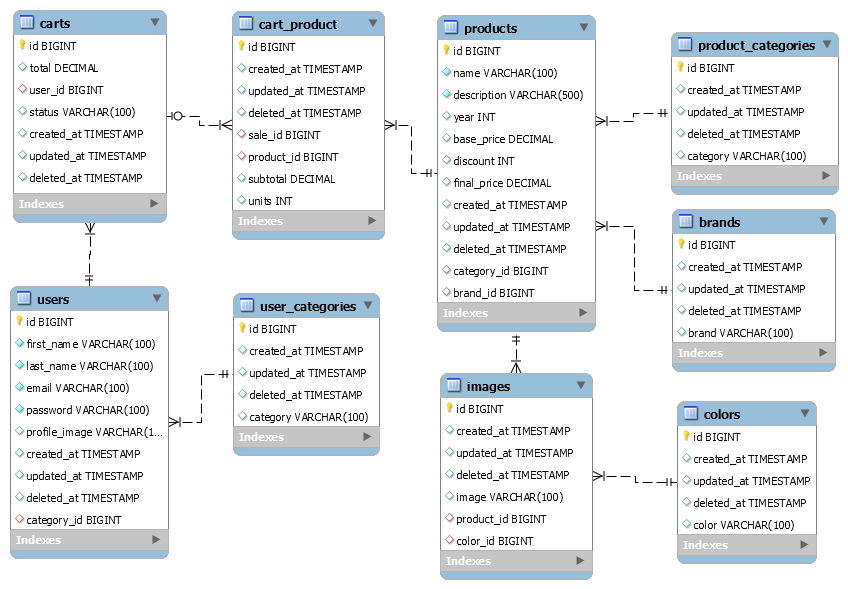 carts
id BIGINT
total DECIMAL
user_id BIGINT
status VARCHAR(100)
created_at TIMESTAMP
updated_at TIMESTAMP
deleted_at TIMESTAMP
Indexes
cart_product
id BIGINT
created_at TIMESTAMP
updated_at TIMESTAMP
deleted_at TIMESTAMP
sale_id BIGINT
product_id BIGINT
subtotal DECIMAL
units INT
Indexes
products
id BIGINT
name VARCHAR(100)
description VARCHAR(500)
year INT
base_price DECIMAL
discount INT
final_price DECIMAL
created_at TIMESTAMP
updated_at TIMESTAMP
deleted_at TIMESTAMP
category_id BIGINT
brand_id BIGINT
Indexes
product_categories
id BIGINT
created_at TIMESTAMP
updated_at TIMESTAMP
deleted_at TIMESTAMP
category VARCHAR(100)
Indexes
brands
id BIGINT
created_at TIMESTAMP
updated_at TIMESTAMP
deleted_at TIMESTAMP
brand VARCHAR(100)
Indexes
users
id BIGINT
first_name VARCHAR(100)
last_name VARCHAR(100)
email VARCHAR(100)
password VARCHAR(100)
profile_image VARCHAR(1...
created_at TIMESTAMP
updated_at TIMESTAMP
deleted_at TIMESTAMP
category_id BIGINT
Indexes
user_categories
id BIGINT
created_at TIMESTAMP
updated_at TIMESTAMP
deleted_at TIMESTAMP
category VARCHAR(100)
Indexes
images
id BIGINT
created_at TIMESTAMP
updated_at TIMESTAMP
deleted_at TIMESTAMP
image VARCHAR(100)
product_id BIGINT
color_id BIGINT
Indexes
colors
id BIGINT
created_at TIMESTAMP
updated_at TIMESTAMP
deleted_at TIMESTAMP
color VARCHAR(100)
Indexes